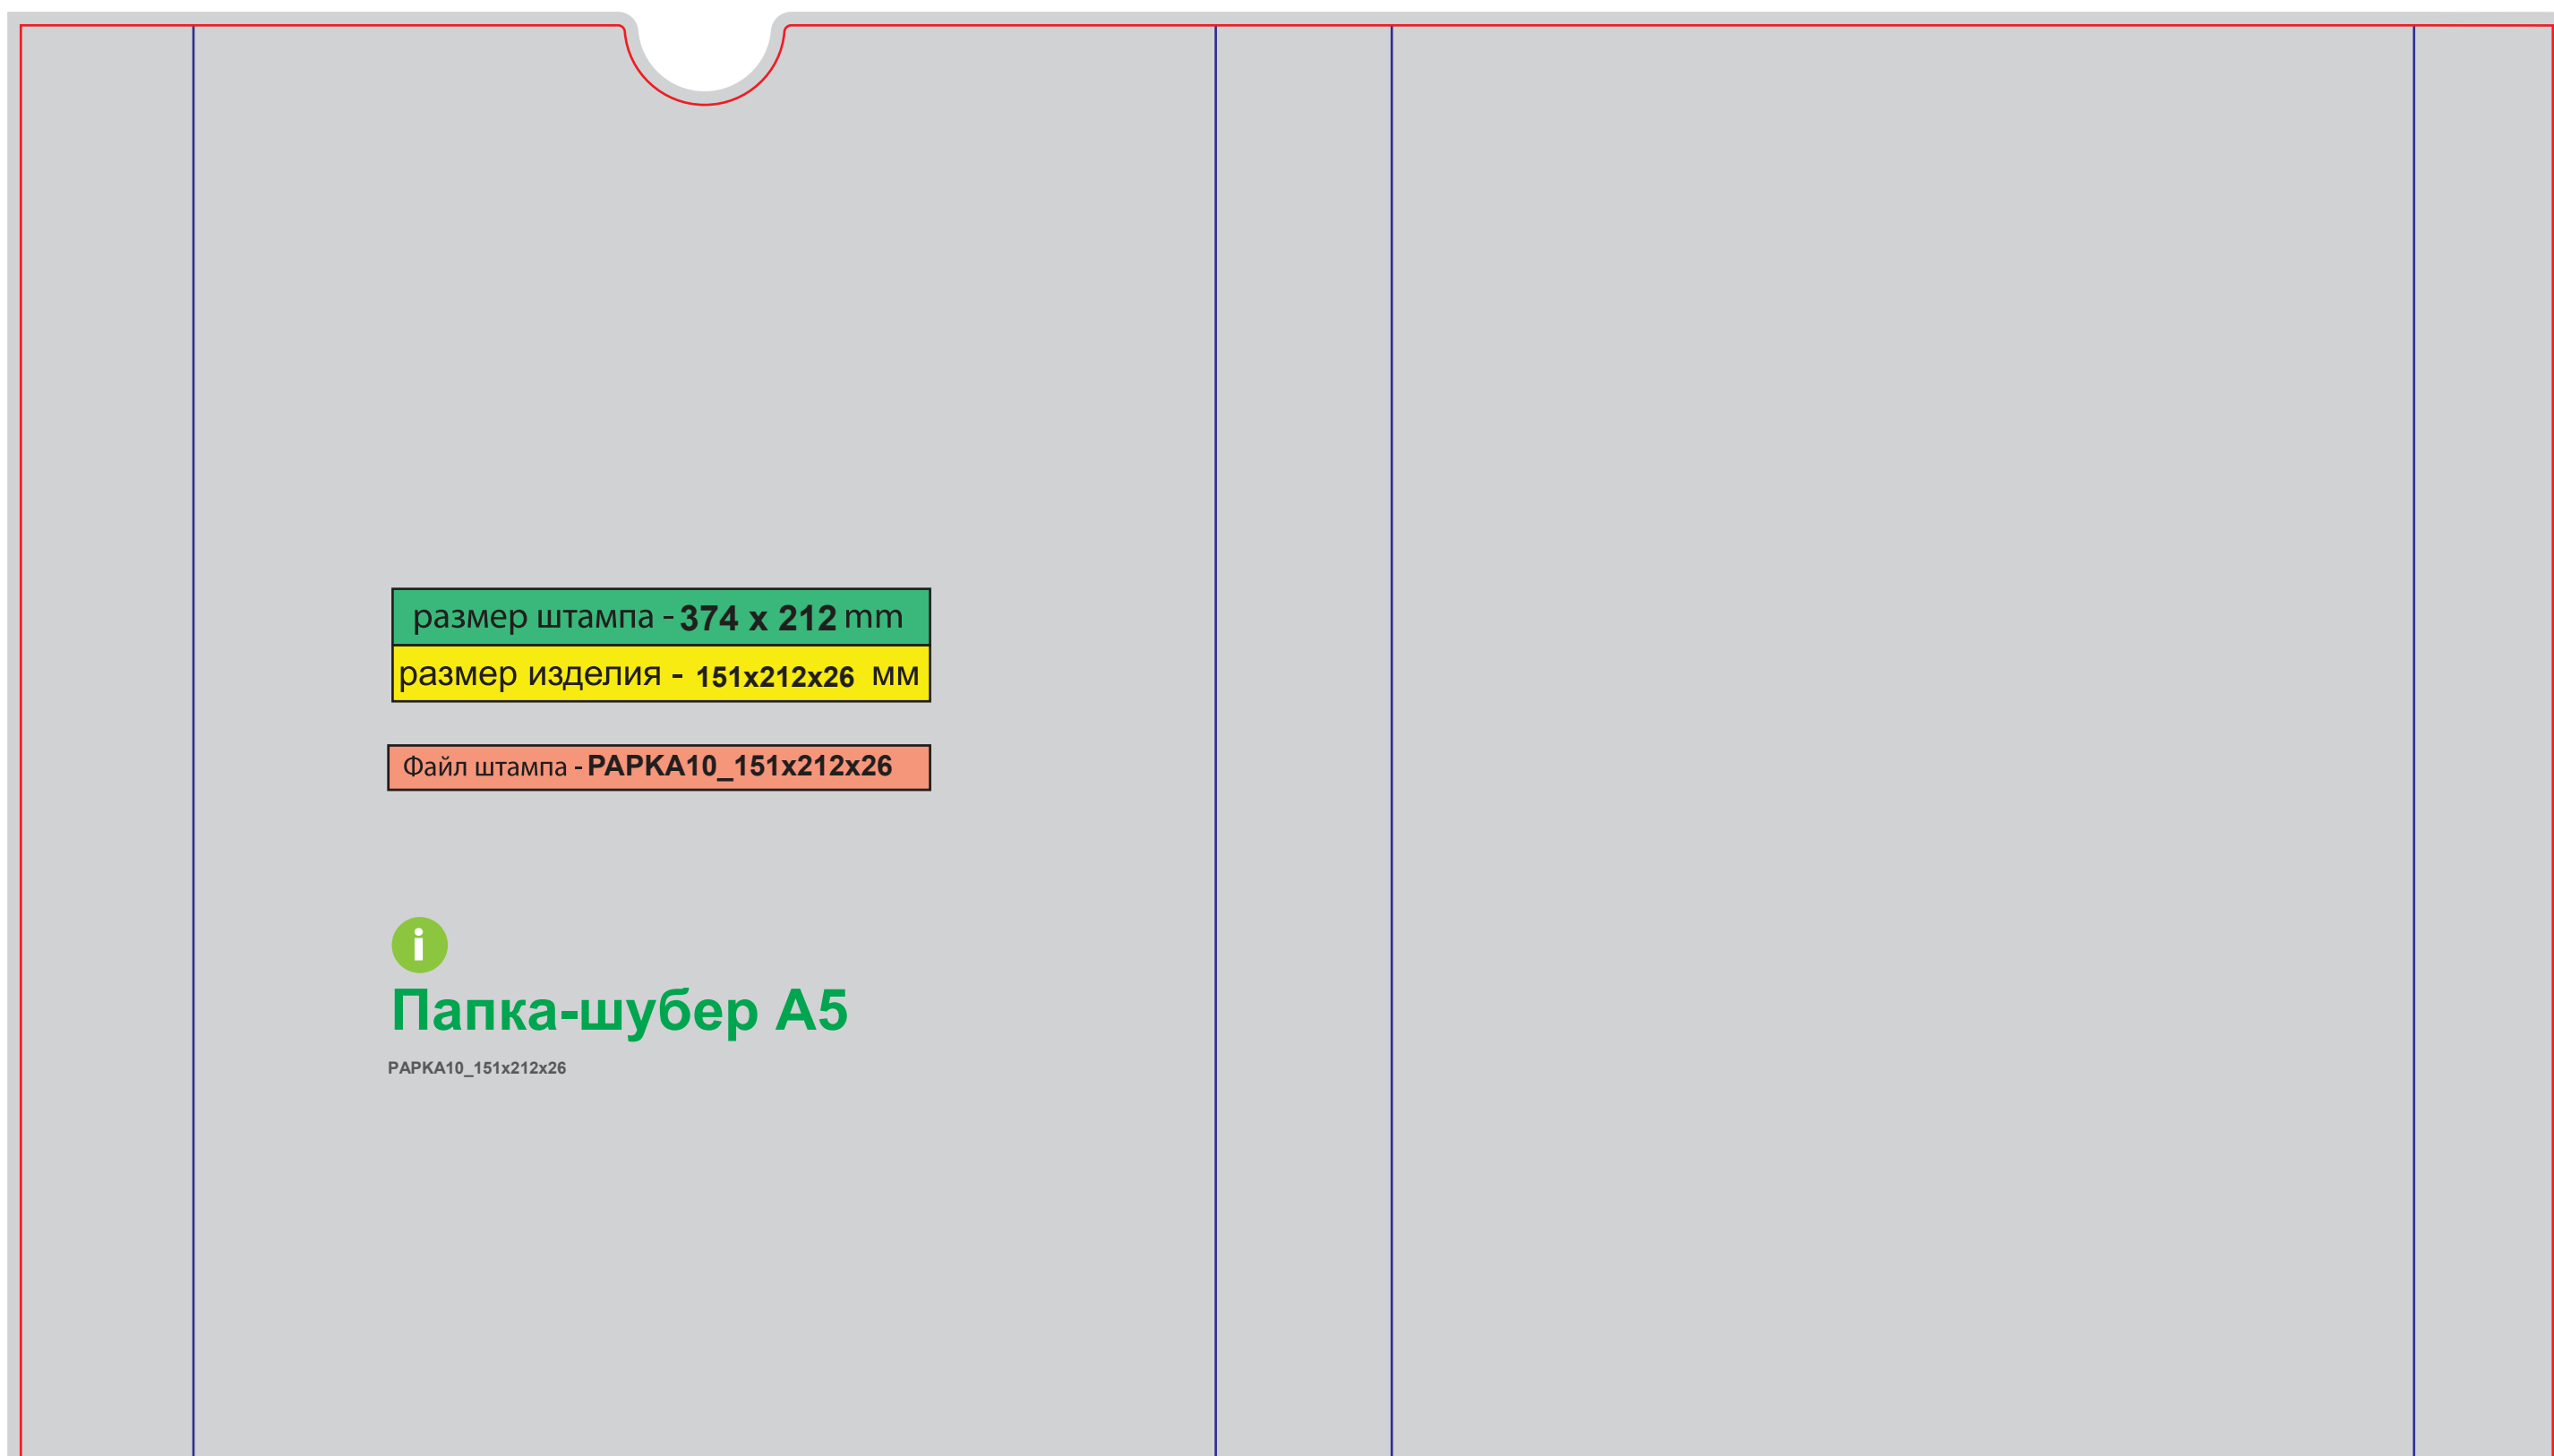 размер штампа - 374 x 212 mm
размер изделия - 151x212x26 мм
Файл штампа - PAPKA10_151x212x26
i
Папка-шубер А5
PAPKA10_151x212x26